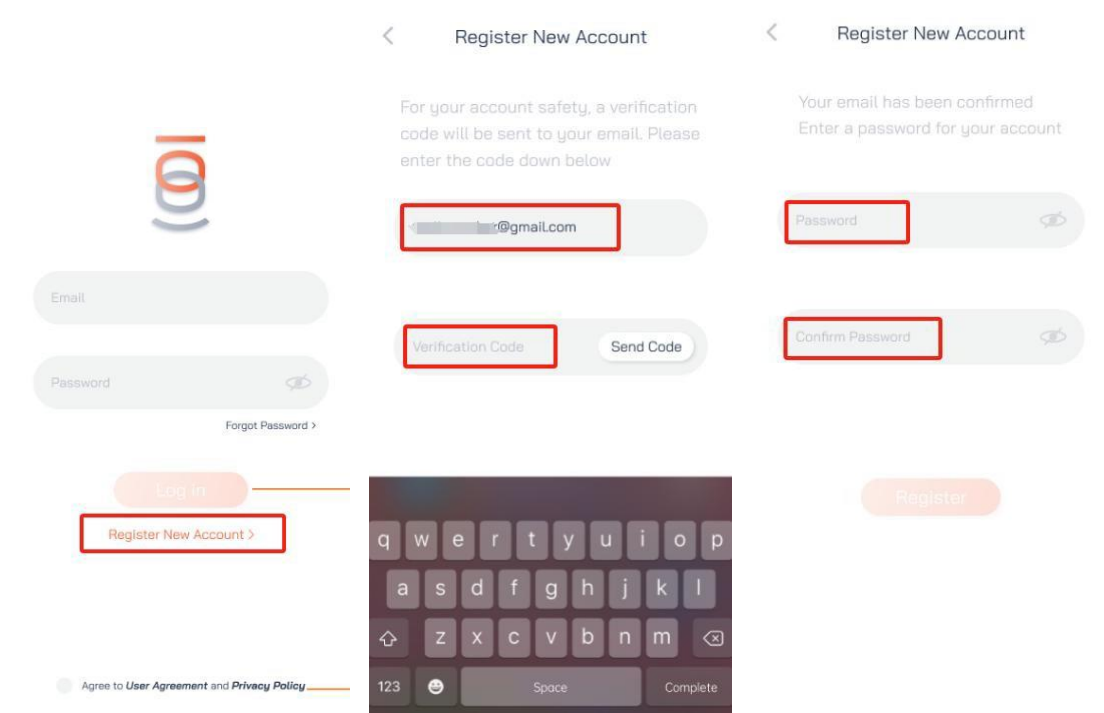 Email
Password
Forgot Password >
Log in
Register New Account >
Agree to User Agreement and Privacy Policy
Register New Account
For your account safety, a verification
code will be sent to your email. Please
enter the code down below
@gmail.com
Verification Code
Send Code
q w e r t y u i o p
a s d f g h j k l
z x c v b n m
123 Space Complete
Register New Account
Your email has been confirmed
Enter a password for your account
Password
Confirm Password
Register